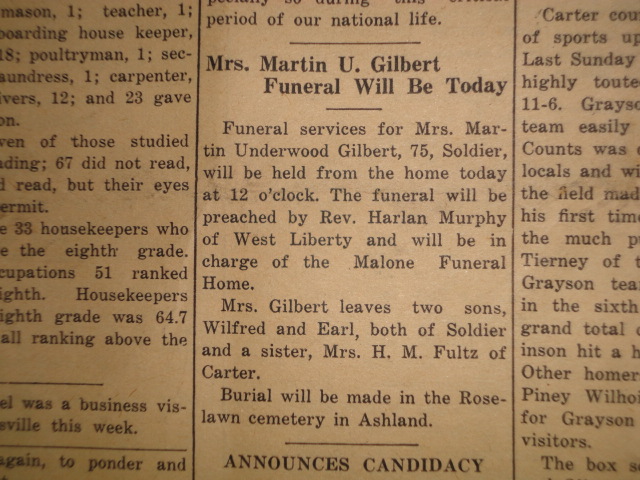 mason, 1; teacher, 1;
boarding house keeper,
18; poultryman, 1; sec-
aundress, 1; carpenter,
ivers, 12; and 23 gave
on.
ven of those studied
ading; 67 did not read,
d read, but their eyes
ermit.
e 33 housekeepers who
e the eighth grade.
cupations 51 ranked
ighth. Housekeepers
ighth grade was 64.7
all ranking above the
el was a business vis-
sville this week.
again, to ponder and
period of our national life.
Mrs. Martin U. Gilbert
Funeral Will Be Today
Funeral services for Mrs. Mar-
tin Underwood Gilbert, 75, Soldier,
will be held from the home today
at 12 o'clock. The funeral will be
preached by Rev. Harlan Murphy
of West Liberty and will be in
charge of the Malone Funeral
Home.
Mrs. Gilbert leaves two sons,
Wilfred and Earl, both of Soldier
and a sister, Mrs. H. M. Fultz of
Carter.
Burial will be made in the Rose-
lawn cemetery in Ashland.
ANNOUNCES CANDIDACY
Carter cou
of sports up
Last Sunday
highly toute
11-6. Grayso
team easily
Counts was
locals and wi
the field mad
his first time
the much p
Tierney of t
Grayson tea
in the sixth
grand total
inson hit a h
Other homer
Piney Wilhoi
for Grayson
visitors.
The box s